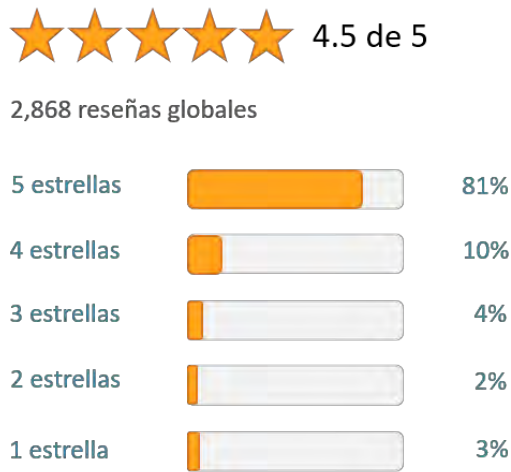 4.5 de 5
2,868 reseñas globales
5 estrellas 81%
4 estrellas 10%
3 estrellas 4%
2 estrellas 2%
1 estrella 3%